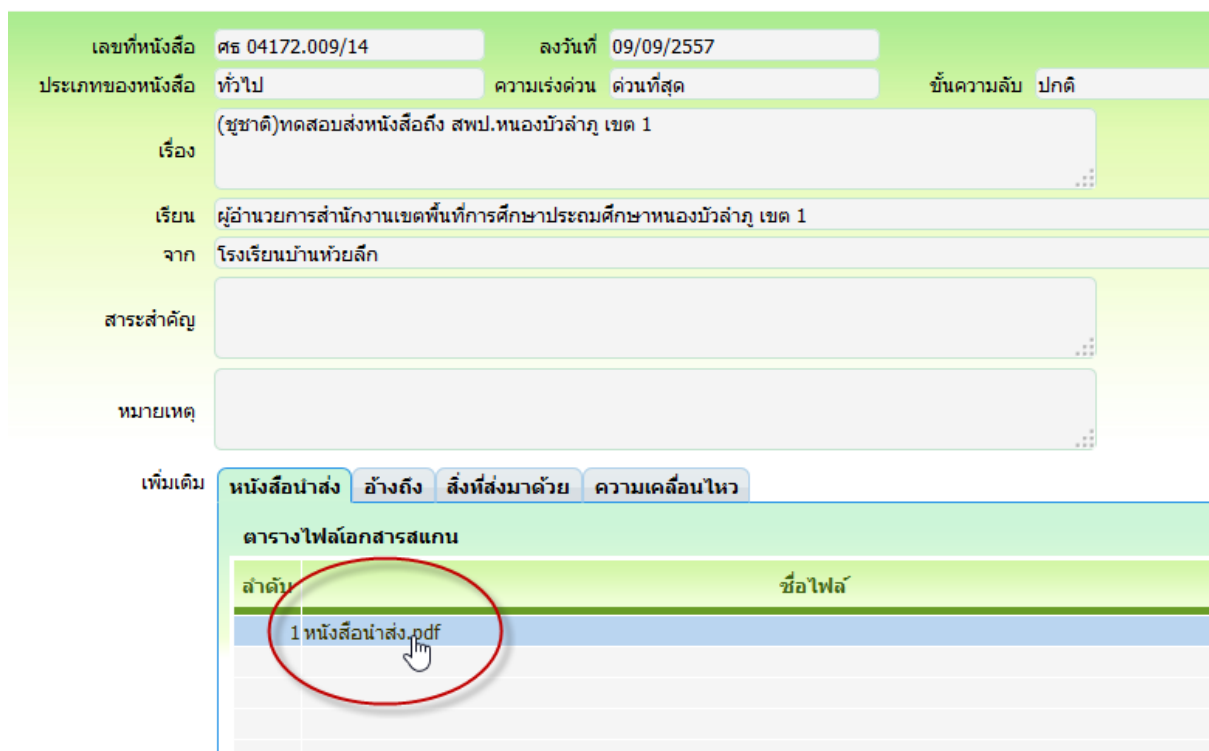 เลขที่หนังสือ ศธ 04172.009/14 ลงวันที่ 09/09/2557
ประเภทของหนังสือ ทั่วไป ความเร่งด่วน ด่วนที่สุด ชั้นความลับ ปกติ
เรื่อง (ชูชาติ)ทดสอบส่งหนังสือถึง สพป.หนองบัวลำภู เขต 1
เรียน ผู้อำนวยการสำนักงานเขตพื้นที่การศึกษาประถมศึกษาหนองบัวลำภู เขต 1
จาก โรงเรียนบ้านห้วยลึก
สาระสำคัญ
หมายเหตุ
เพิ่มเติม หนังสือนำส่ง อ้างถึง สิ่งที่ส่งมาด้วย ความเคลื่อนไหว
ตารางไฟล์เอกสารสแกน
ลำดับ ชื่อไฟล์
1 หนังสือนำส่ง.pdf